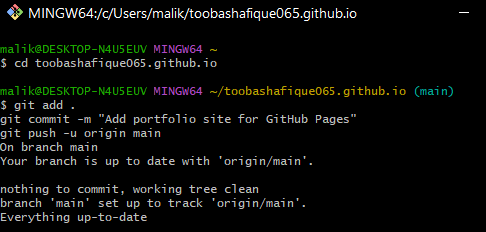 MINGW64:/c/Users/malik/toobashafique065.github.io
malik@DESKTOP-N4U5EUV MINGW64 ~
$ cd toobashafique065.github.io
malik@DESKTOP-N4U5EUV MINGW64 ~/toobashafique065.github.io (main)
$ git add .
git commit -m "Add portfolio site for GitHub Pages"
git push -u origin main
On branch main
Your branch is up to date with 'origin/main'.
nothing to commit, working tree clean
branch 'main' set up to track 'origin/main'.
Everything up-to-date